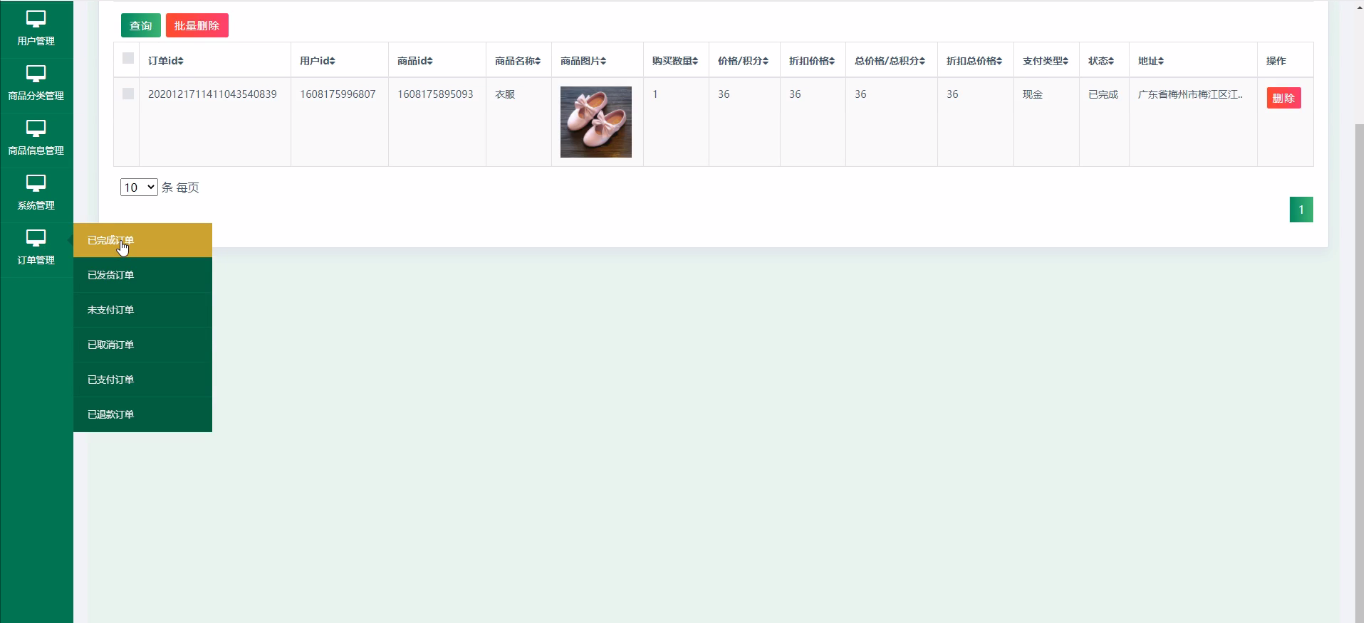 用户管理
商品分类管理
商品信息管理
系统管理
订单管理
查询 批量删除
订单id 用户id 商品id 商品名称 商品图片 购买数量 价格/积分 折扣价格 总价格/总积分 折扣总价格 支付类型 状态 地址 操作
2020121711411043540839 1608175996807 1608175895093 衣服 1 36 36 36 36 现金 已完成 广东省梅州市梅江区江.. 删除
10 条 每页
1
已完成订单
已发货订单
未支付订单
已取消订单
已支付订单
已退款订单